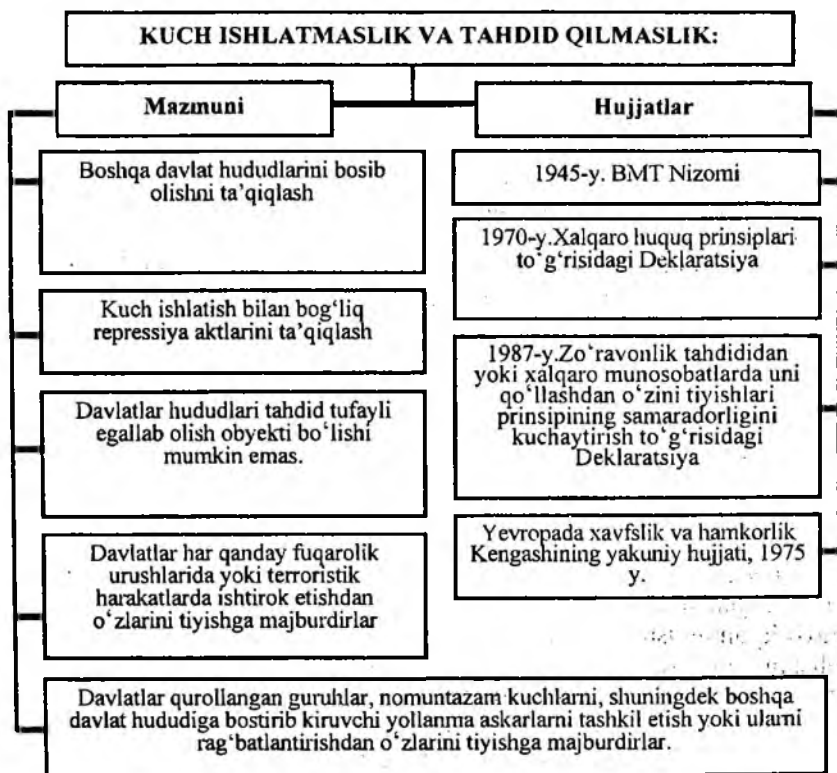 KUCH ISHLATMASLIK VA TAHDID QILMASLIK:
Mazmuni
Boshqa davlat hududlarini bosib
olishni ta'qiqlash
Kuch ishlatish bilan bog‘liq
repressiya aktlarini ta'qiqlash
Davlatlar hududlari tahdid tufayli
egallab olish obyekti bo‘lishi
mumkin emas.
Davlatlar har qanday fuqarolik
urushlarida yoki terroristik
harakatlarda ishtirok etishdan
o‘zlarini tiyishga majburdirlar
Hujjatlar
1945-y. BMT Nizomi
1970-y.Xalqaro huquq prinsiplari
to‘g‘risidagi Deklaratsiya
1987-y.Zo‘ravonlik tahdididan
yoki xalqaro munosobatlarda uni
qo‘llashdan o‘zini tiyishlari
prinsipining samaradorligini
kuchaytirish to‘g‘risidagi
Deklaratsiya
Yevropada xavfslik va hamkorlik
Kengashining yakuniy hujjati, 1975
y.
Davlatlar qurollangan guruhlar, nomuntazam kuchlarni, shuningdek boshqa
davlat hududiga bostirib kiruvchi yollanma askarlarni tashkil etish yoki ularni
rag‘batlantirishdan o‘zlarini tiyishga majburdirlar.